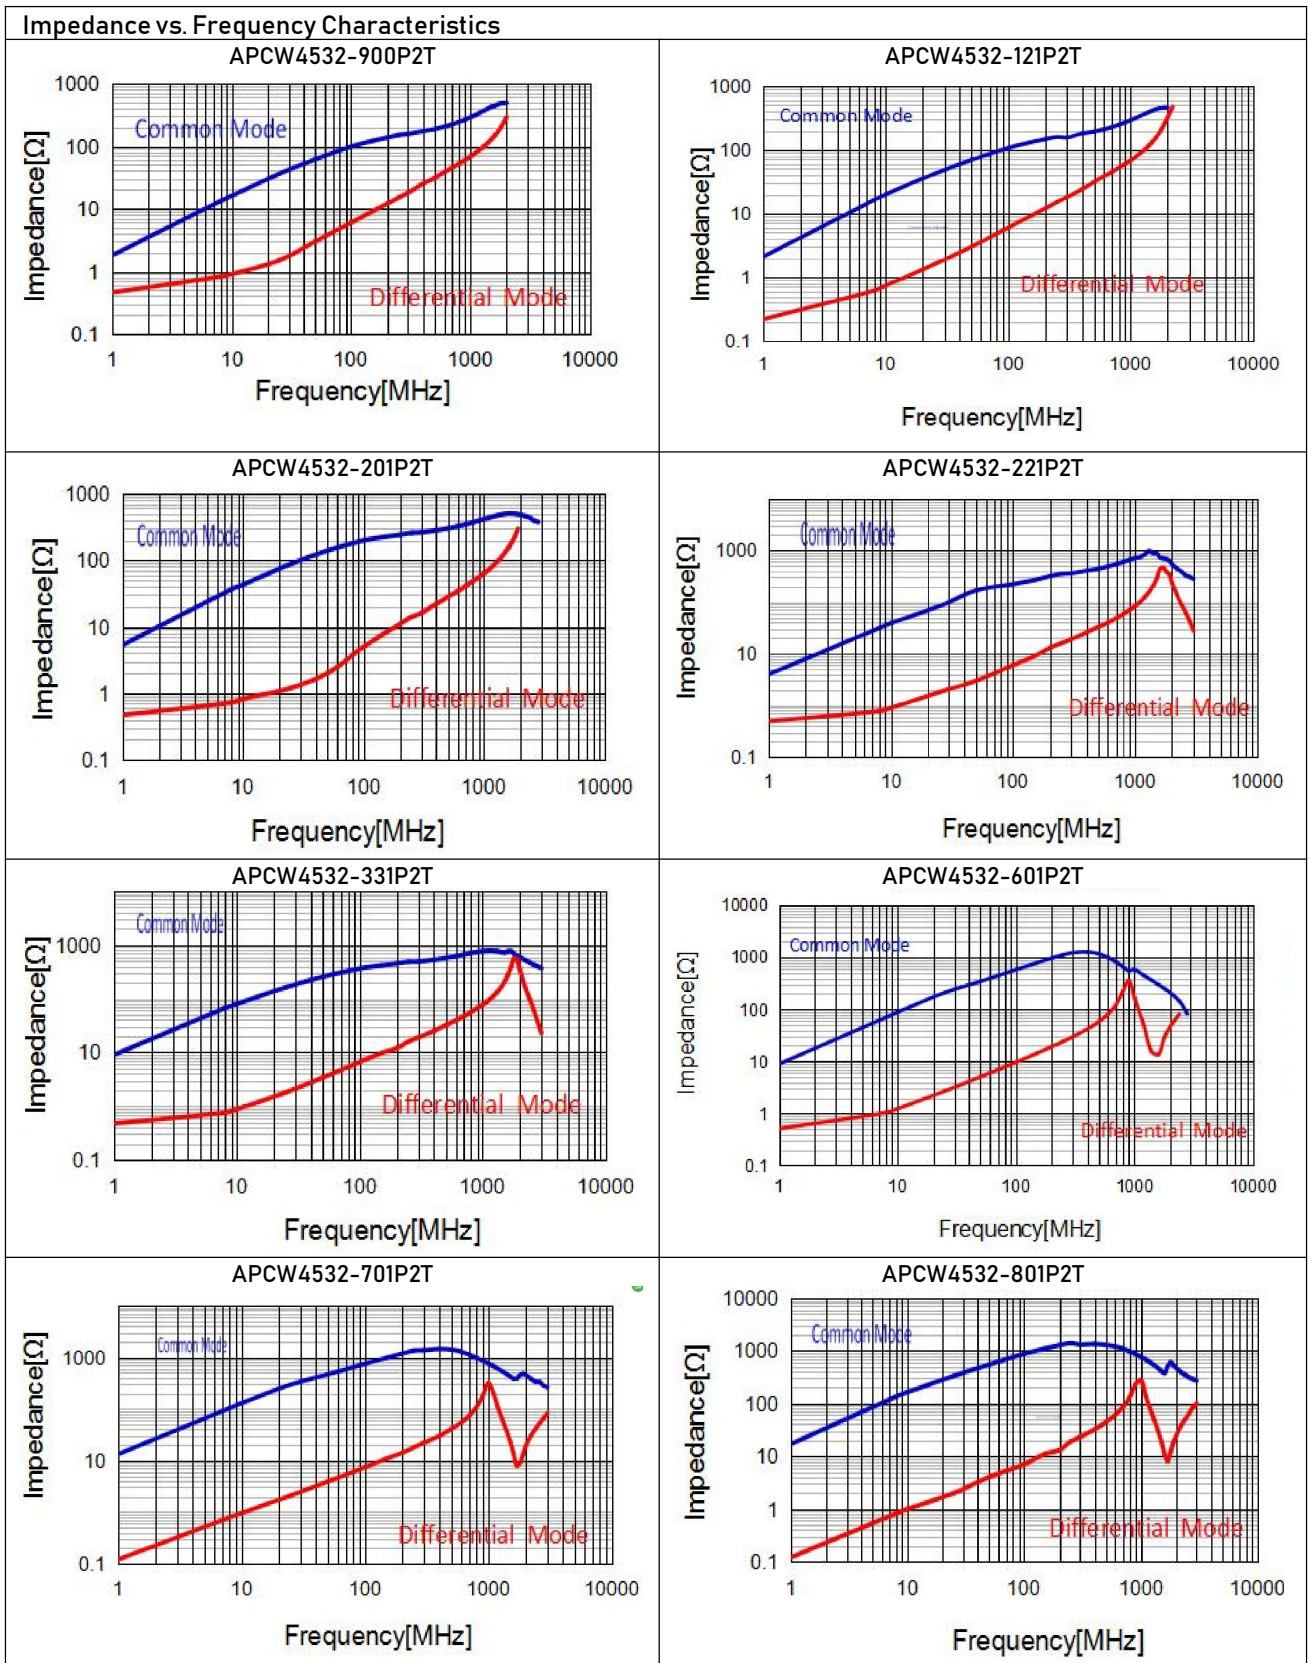 Impedance vs. Frequency Characteristics
APCW4532-900P2T
1000
100
10
1
0.1
Impedance[Ω]
Common Mode
Differential Mode
1 10 100 1000 10000
Frequency[MHz]
APCW4532-121P2T
1000
100
10
1
0.1
Impedance[Ω]
Common Mode
Differential Mode
1 10 100 1000 10000
Frequency[MHz]
APCW4532-201P2T
1000
100
10
1
0.1
Impedance[Ω]
Common Mode
Differential Mode
1 10 100 1000 10000
Frequency[MHz]
APCW4532-221P2T
1000
10
0.1
Impedance[Ω]
Common Mode
Differential Mode
1 10 100 1000 10000
Frequency[MHz]
APCW4532-331P2T
1000
10
0.1
Impedance[Ω]
Common Mode
Differential Mode
1 10 100 1000 10000
Frequency[MHz]
APCW4532-601P2T
10000
1000
100
10
1
0.1
Impedance[Ω]
Common Mode
Differential Mode
1 10 100 1000 10000
Frequency[MHz]
APCW4532-701P2T
1000
10
0.1
Impedance[Ω]
Common Mode
Differential Mode
1 10 100 1000 10000
Frequency[MHz]
APCW4532-801P2T
10000
1000
100
10
1
0.1
Impedance[Ω]
Common Mode
Differential Mode
1 10 100 1000 10000
Frequency[MHz]